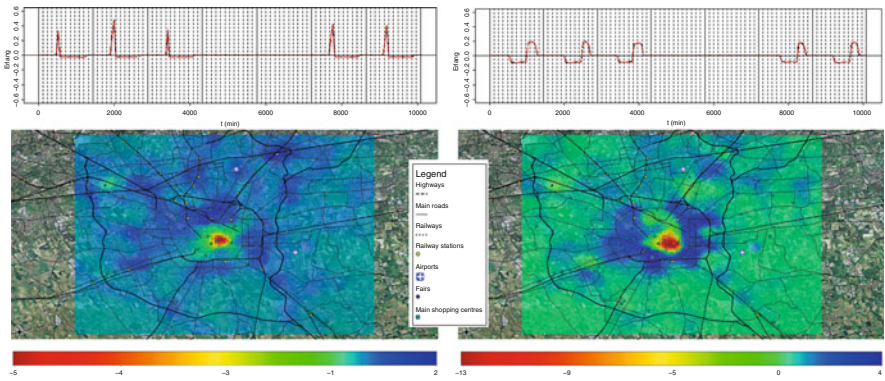 0.6
0.4
0.2
0.0
−0.2
−0.4
−0.6
Erlang
0 2000 4000 6000 8000 10000
t (min)
0.6
0.4
0.2
0.0
−0.2
−0.4
−0.6
Erlang
0 2000 4000 6000 8000 10000
t (min)
Legend
Highways
Main roads
Railways
Railway stations
Airports
Fairs
Main shopping centres
−5 −4 −3 −1 2
−13 −9 −5 0 4